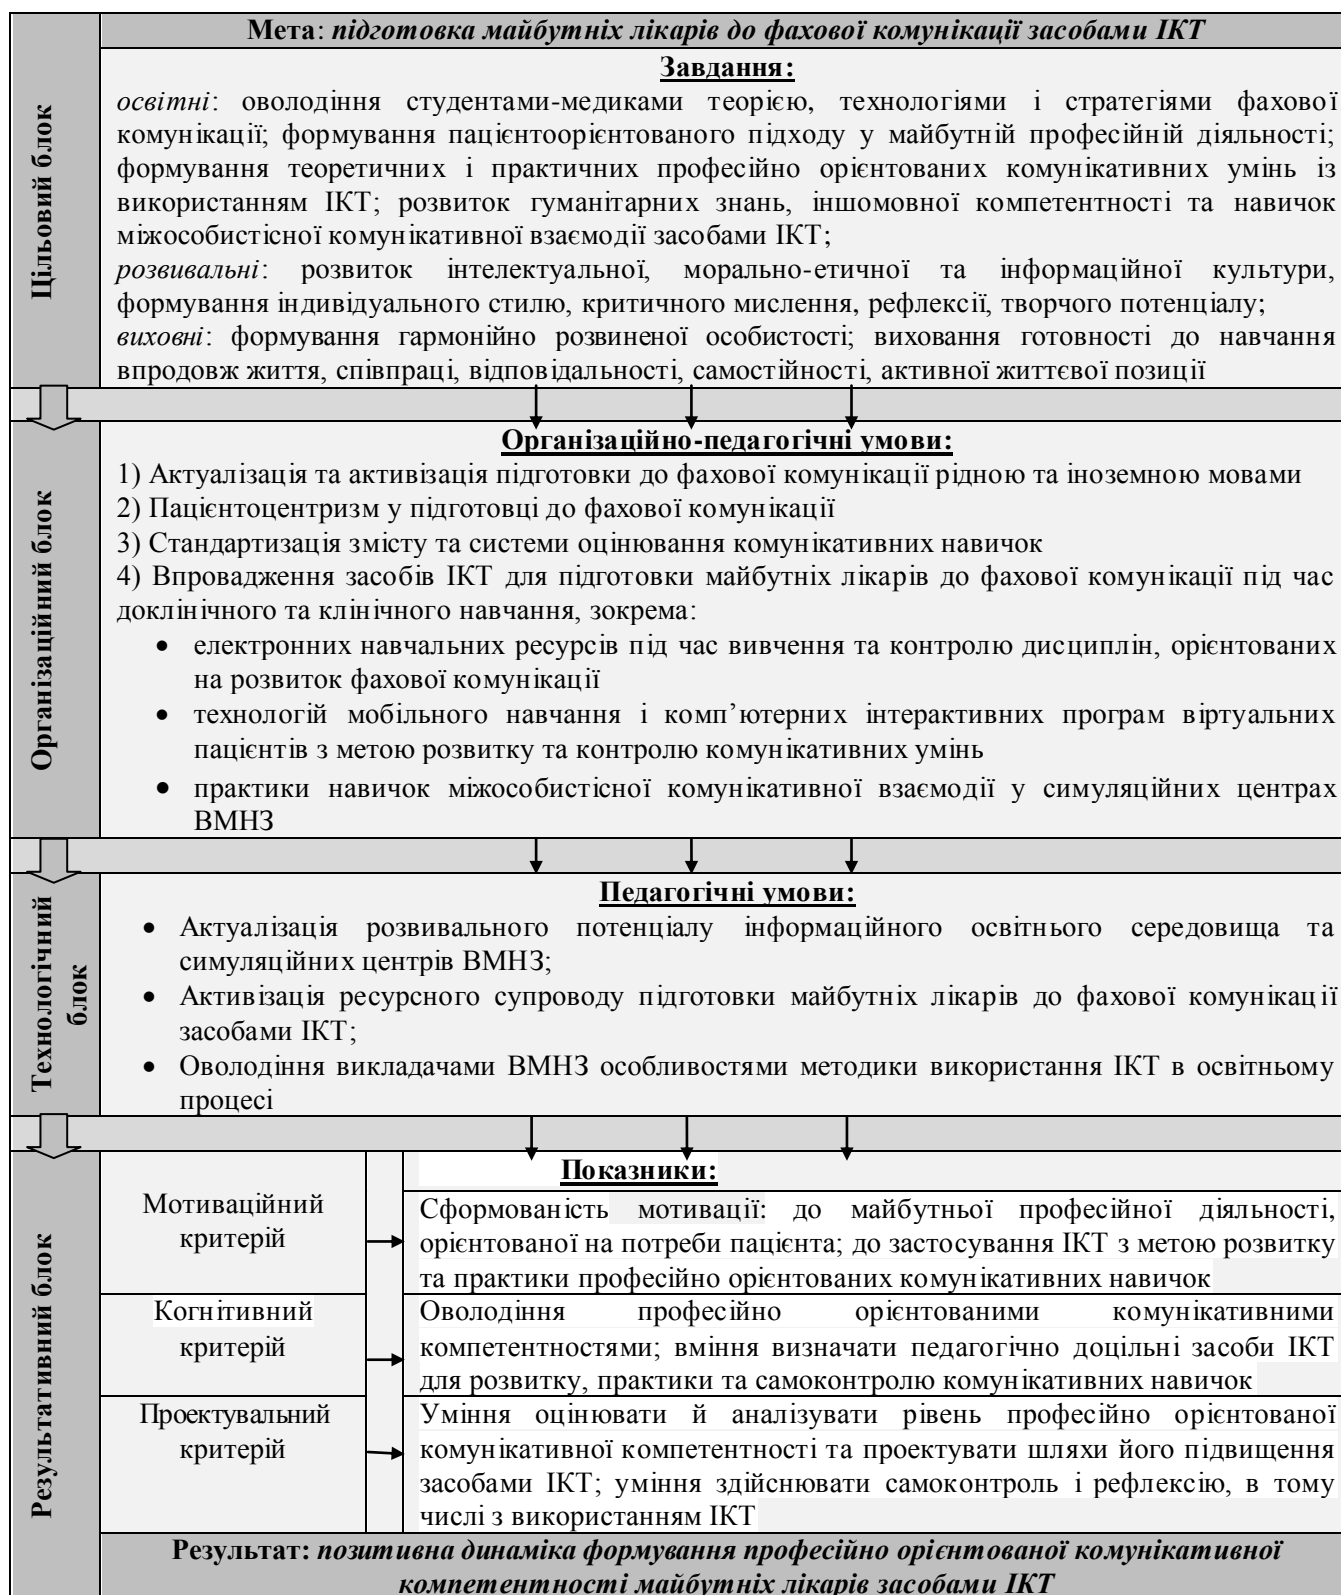 Цільовий блок
Мета: підготовка майбутніх лікарів до фахової комунікації засобами ІКТ
Завдання:
освітні: оволодіння студентами-медиками теорією, технологіями і стратегіями фахової
комунікації; формування пацієнтоорієнтованого підходу у майбутній професійній діяльності;
формування теоретичних і практичних професійно орієнтованих комунікативних умінь із
використанням ІКТ; розвиток гуманітарних знань, іншомовної компетентності та навичок
міжособистісної комунікативної взаємодії засобами ІКТ;
розвивальні: розвиток інтелектуальної, морально-етичної та інформаційної культури,
формування індивідуального стилю, критичного мислення, рефлексії, творчого потенціалу;
виховні: формування гармонійно розвиненої особистості; виховання готовності до навчання
впродовж життя, співпраці, відповідальності, самостійності, активної життєвої позиції
Організаційний блок
Організаційно-педагогічні умови:
1) Актуалізація та активізація підготовки до фахової комунікації рідною та іноземною мовами
2) Пацієнтоцентризм у підготовці до фахової комунікації
3) Стандартизація змісту та системи оцінювання комунікативних навичок
4) Впровадження засобів ІКТ для підготовки майбутніх лікарів до фахової комунікації під час
доклінічного та клінічного навчання, зокрема:
• електронних навчальних ресурсів під час вивчення та контролю дисциплін, орієнтованих
на розвиток фахової комунікації
• технологій мобільного навчання і комп’ютерних інтерактивних програм віртуальних
пацієнтів з метою розвитку та контролю комунікативних умінь
• практики навичок міжособистісної комунікативної взаємодії у симуляційних центрах
ВМНЗ
Технологічний
блок
Педагогічні умови:
• Актуалізація розвивального потенціалу інформаційного освітнього середовища та
симуляційних центрів ВМНЗ;
• Активізація ресурсного супроводу підготовки майбутніх лікарів до фахової комунікації
засобами ІКТ;
• Оволодіння викладачами ВМНЗ особливостями методики використання ІКТ в освітньому
процесі
Результативний блок
Показники:
Мотиваційний
критерій
Сформованість мотивації: до майбутньої професійної діяльності,
орієнтованої на потреби пацієнта; до застосування ІКТ з метою розвитку
та практики професійно орієнтованих комунікативних навичок
Когнітивний
критерій
Оволодіння професійно орієнтованими комунікативними
компетентностями; вміння визначати педагогічно доцільні засоби ІКТ
для розвитку, практики та самоконтролю комунікативних навичок
Проектувальний
критерій
Уміння оцінювати й аналізувати рівень професійно орієнтованої
комунікативної компетентності та проектувати шляхи його підвищення
засобами ІКТ; уміння здійснювати самоконтроль і рефлексію, в тому
числі з використанням ІКТ
Результат: позитивна динаміка формування професійно орієнтованої комунікативної
компетентності майбутніх лікарів засобами ІКТ